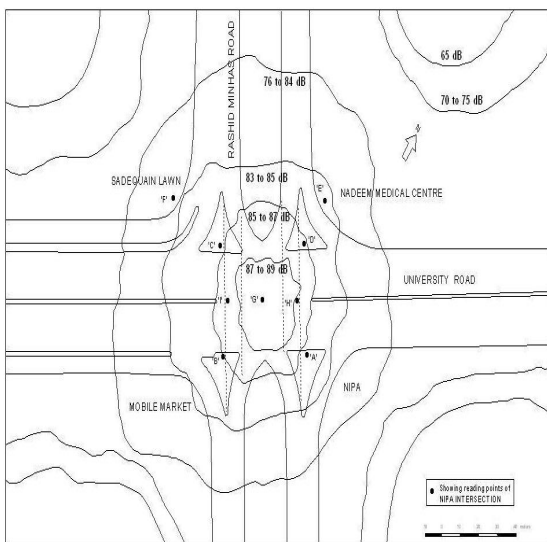 65 dB
76 to 84 dB
70 to 75 dB
RASHID MINHAS ROAD
SADEQUAIN LAWN
83 to 85 dB
NADEEM MEDICAL CENTRE
'F'
'E'
85 to 87 dB
'C'
'D'
87 to 89 dB
UNIVERSITY ROAD
'I'
'G'
'H'
'B'
'A'
MOBILE MARKET
NIPA
Showing reading points of
NIPA INTERSECTION